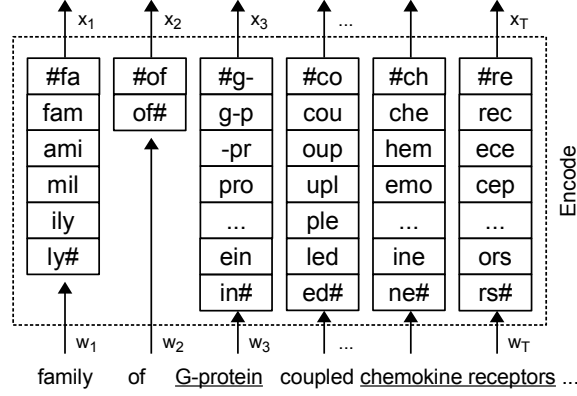 x1 x2 x3 ... xT
#fa #of #g- #co #ch #re
fam of# g-p cou che rec
ami -pr oup hem ece
mil pro upl emo cep
ily ... ple ... ...
ly# ein led ine ors
in# ed# ne# rs#
Encode
w1 w2 w3 ... wT
family of G-protein coupled chemokine receptors ...